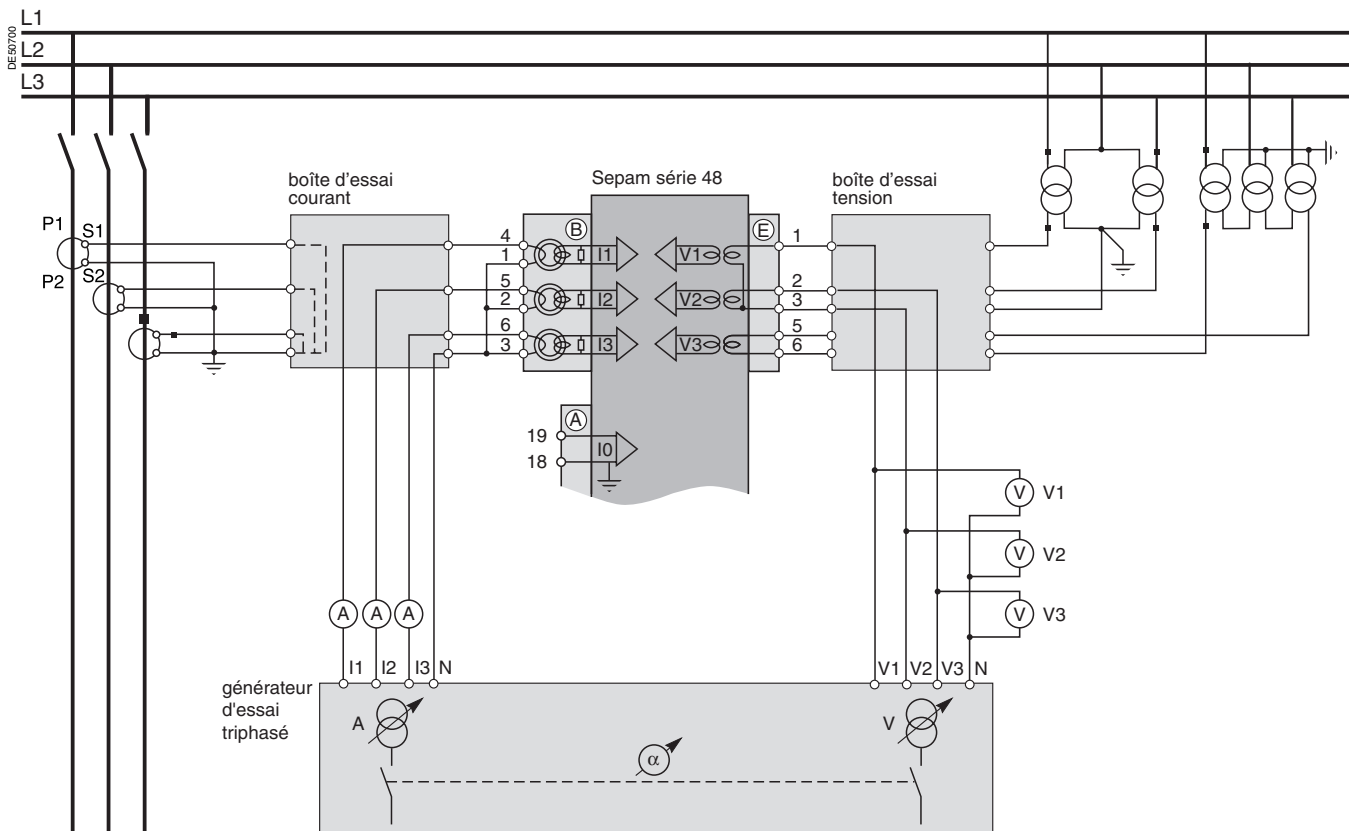 L1
DE50700
L2
L3
boîte d'essai
courant
Sepam série 48
boîte d'essai
tension
P1
S1
P2
S2
4
1
5
2
6
3
B
I1
I2
I3
V1
V2
V3
E
1
2
3
5
6
A
19
18
I0
V
V1
V
V2
V
V3
A
A
A
I1
I2
I3
N
V1
V2
V3
N
générateur
d'essai
triphasé
A
α
V